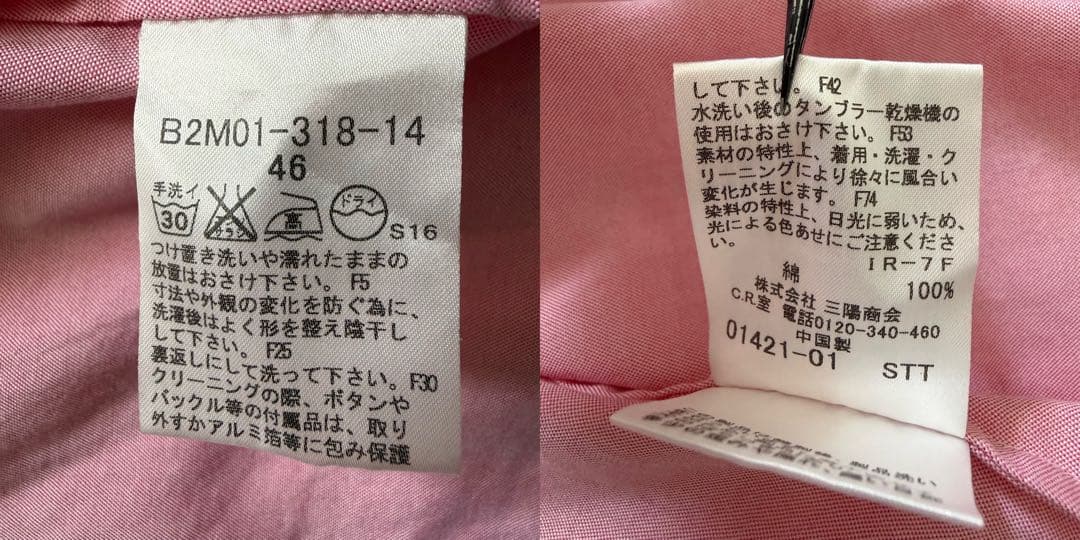 B2M01-318-14
46
手洗イ
30
エンソサラシ
高
ドライ
S16
つけ置き洗いや濡れたままの
放置はおさけ下さい。 F5
寸法や外観の変化を防ぐ為に、
洗濯後はよく形を整え陰干し
して下さい。 F25
裏返しにして洗って下さい。F30
クリーニングの際、ボタンや
バックル等の付属品は、取り
外すかアルミ箔等に包み保護
して下さい。 F42
水洗い後のタンブラー乾燥機の
使用はおさけ下さい。 F53
素材の特性上、着用・洗濯・ク
リーニングにより徐々に風合い
変化が生じます。 F74
染料の特性上、日光に弱いため、
光による色あせにご注意くださ
い。
IR-7F
綿 100%
株式会社 三陽商会
C.R.室 電話0120-340-460
中国製
01421-01 STT